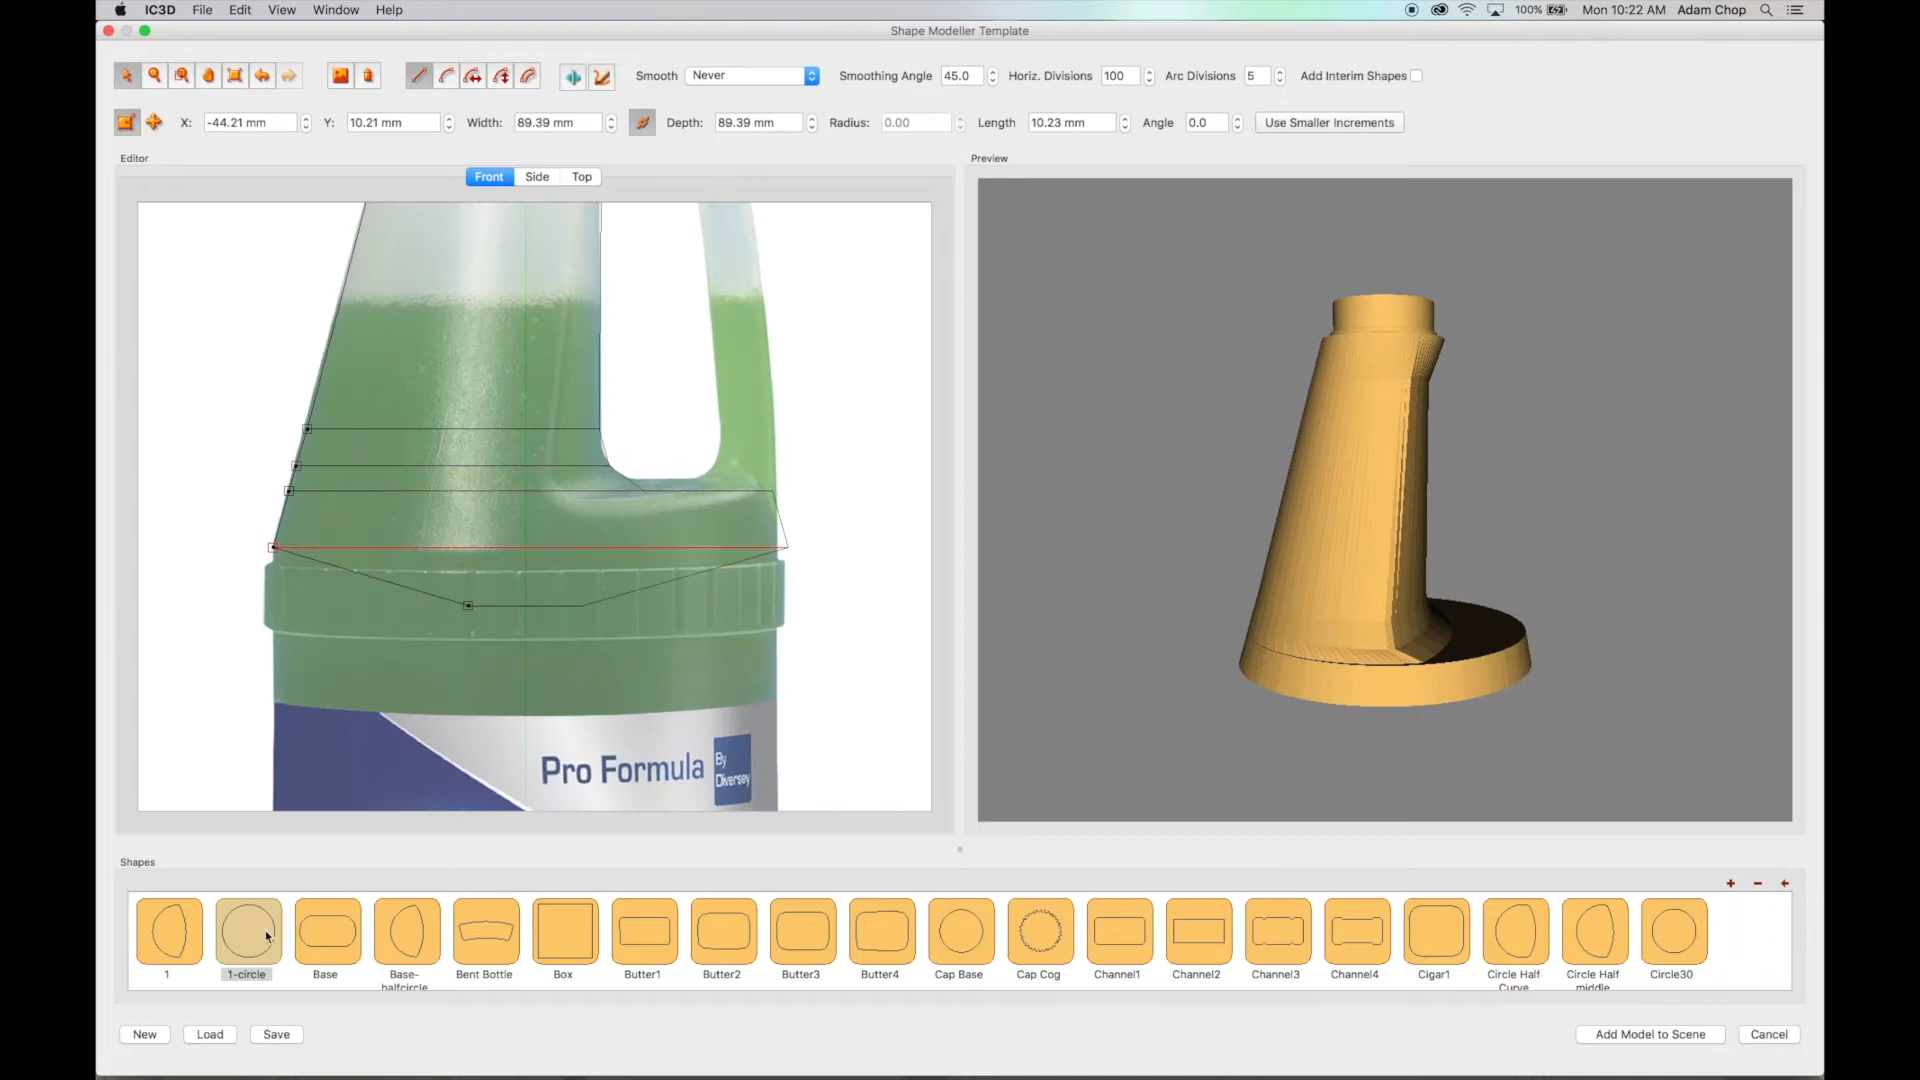 IC3D File Edit View Window Help 100% Mon 10:22 AM Adam Chop
Shape Modeller Template
Smooth Never Smoothing Angle 45.0 Horiz. Divisions 100 Arc Divisions 5 Add Interim Shapes
X: -44.21 mm Y: 10.21 mm Width: 89.39 mm Depth: 89.39 mm Radius: 0.00 Length 10.23 mm Angle 0.0 Use Smaller Increments
Editor Preview
Front Side Top
Pro Formula
By
Diversey
Shapes
1 1-circle Base Base- Bent Bottle Box Butter1 Butter2 Butter3 Butter4 Cap Base Cap Cog Channel1 Channel2 Channel3 Channel4 Cigar1 Circle Half Circle Half Circle30
halfcircle Curve middle
New Load Save Add Model to Scene Cancel